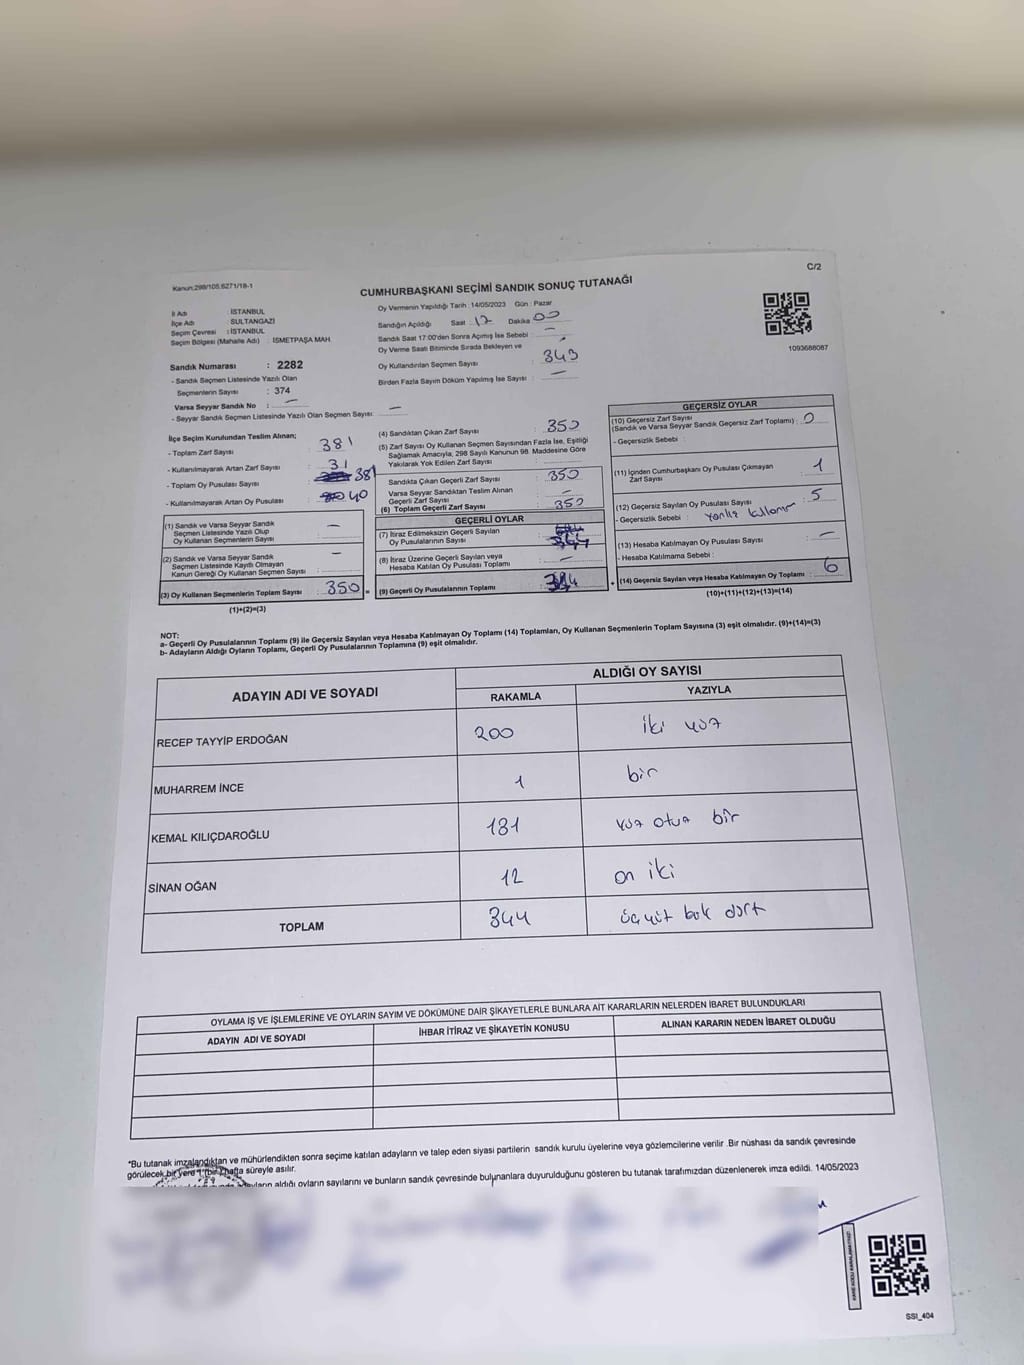 C/2
Kanun:298/105.6271/18-1
CUMHURBAŞKANI SEÇİMİ SANDIK SONUÇ TUTANAĞI
İl Adı : İSTANBUL
İlçe Adı : SULTANGAZİ
Seçim Çevresi : İSTANBUL
Seçim Bölgesi (Mahalle Adı) : İSMETPAŞA MAH.
Sandık Numarası : 2282
- Sandık Seçmen Listesinde Yazılı Olan
Seçmenlerin Sayısı : 374
Varsa Seyyar Sandık No : —
- Seyyar Sandık Seçmen Listesinde Yazılı Olan Seçmen Sayısı: —
Oy Vermenin Yapıldığı Tarih : 14/05/2023 Gün : Pazar
Sandığın Açıldığı Saat 17 Dakika 00
Sandık Saat 17:00'den Sonra Açılmış İse Sebebi : —
Oy Verme Saati Bitiminde Sırada Bekleyen ve
Oy Kullandırılan Seçmen Sayısı : 343
Birden Fazla Sayım Döküm Yapılmış İse Sayısı : —
1093688087
İlçe Seçim Kurulundan Teslim Alınan;
- Toplam Zarf Sayısı : 381
- Kullanılmayarak Artan Zarf Sayısı : 31
- Toplam Oy Pusulası Sayısı : 381
- Kullanılmayarak Artan Oy Pusulası : 40
(1) Sandık ve Varsa Seyyar Sandık
Seçmen Listesinde Yazılı Olup
Oy Kullanan Seçmenlerin Sayısı : —
(2) Sandık ve Varsa Seyyar Sandık
Seçmen Listesinde Kayıtlı Olmayan
Kanun Gereği Oy Kullanan Seçmen Sayısı : —
(3) Oy Kullanan Seçmenlerin Toplam Sayısı : 350 =
(1)+(2)=(3)
(4) Sandıktan Çıkan Zarf Sayısı : 350
(5) Zarf Sayısı Oy Kullanan Seçmen Sayısından Fazla İse, Eşitliği
Sağlamak Amacıyla, 298 Sayılı Kanunun 98. Maddesine Göre
Yakılarak Yok Edilen Zarf Sayısı :
Sandıkta Çıkan Geçerli Zarf Sayısı : 350
Varsa Seyyar Sandıktan Teslim Alınan
Geçerli Zarf Sayısı : —
(6) Toplam Geçerli Zarf Sayısı : 350
GEÇERLİ OYLAR
(7) İtiraz Edilmeksizin Geçerli Sayılan
Oy Pusulalarının Sayısı : 344
(8) İtiraz Üzerine Geçerli Sayılan veya
Hesaba Katılan Oy Pusulası Toplamı : —
(9) Geçerli Oy Pusulalarının Toplamı : 344 +
GEÇERSİZ OYLAR
(10) Geçersiz Zarf Sayısı
(Sandık ve Varsa Seyyar Sandık Geçersiz Zarf Toplamı) : 0
- Geçersizlik Sebebi :
(11) İçinden Cumhurbaşkanı Oy Pusulası Çıkmayan
Zarf Sayısı : 1
(12) Geçersiz Sayılan Oy Pusulası Sayısı : 5
- Geçersizlik Sebebi :
(13) Hesaba Katılmayan Oy Pusulası Sayısı : —
- Hesaba Katılmama Sebebi :
(14) Geçersiz Sayılan veya Hesaba Katılmayan Oy Toplamı : 6
(10)+(11)+(12)+(13)=(14)
NOT:
a- Geçerli Oy Pusulalarının Toplamı (9) ile Geçersiz Sayılan veya Hesaba Katılmayan Oy Toplamı (14) Toplamları, Oy Kullanan Seçmenlerin Toplam Sayısına (3) eşit olmalıdır. (9)+(14)=(3)
b- Adayların Aldığı Oyların Toplamı, Geçerli Oy Pusulalarının Toplamına (9) eşit olmalıdır.
ADAYIN ADI VE SOYADI
ALDIĞI OY SAYISI
RAKAMLA YAZIYLA
RECEP TAYYİP ERDOĞAN 200 iki yüz
MUHARREM İNCE 1 bir
KEMAL KILIÇDAROĞLU 131 yüz otuz bir
SİNAN OĞAN 12 on iki
TOPLAM 344 üç yüz kırk dört
OYLAMA İŞ VE İŞLEMLERİNE VE OYLARIN SAYIM VE DÖKÜMÜNE DAİR ŞİKAYETLERLE BUNLARA AİT KARARLARIN NELERDEN İBARET BULUNDUKLARI
ADAYIN ADI VE SOYADI İHBAR İTİRAZ VE ŞİKAYETİN KONUSU ALINAN KARARIN NEDEN İBARET OLDUĞU
*Bu tutanak imzalandıktan ve mühürlendikten sonra seçime katılan adayların ve talep eden siyasi partilerin sandık kurulu üyelerine veya gözlemcilerine verilir .Bir nüshası da sandık çevresinde
görülecek bir yere 1 (bir) hafta süreyle asılır.
aldığı oyların sayılarını ve bunların sandık çevresinde bulunanlara duyurulduğunu gösteren bu tutanak tarafımızdan düzenlenerek imza edildi. 14/05/2023
SSI_404